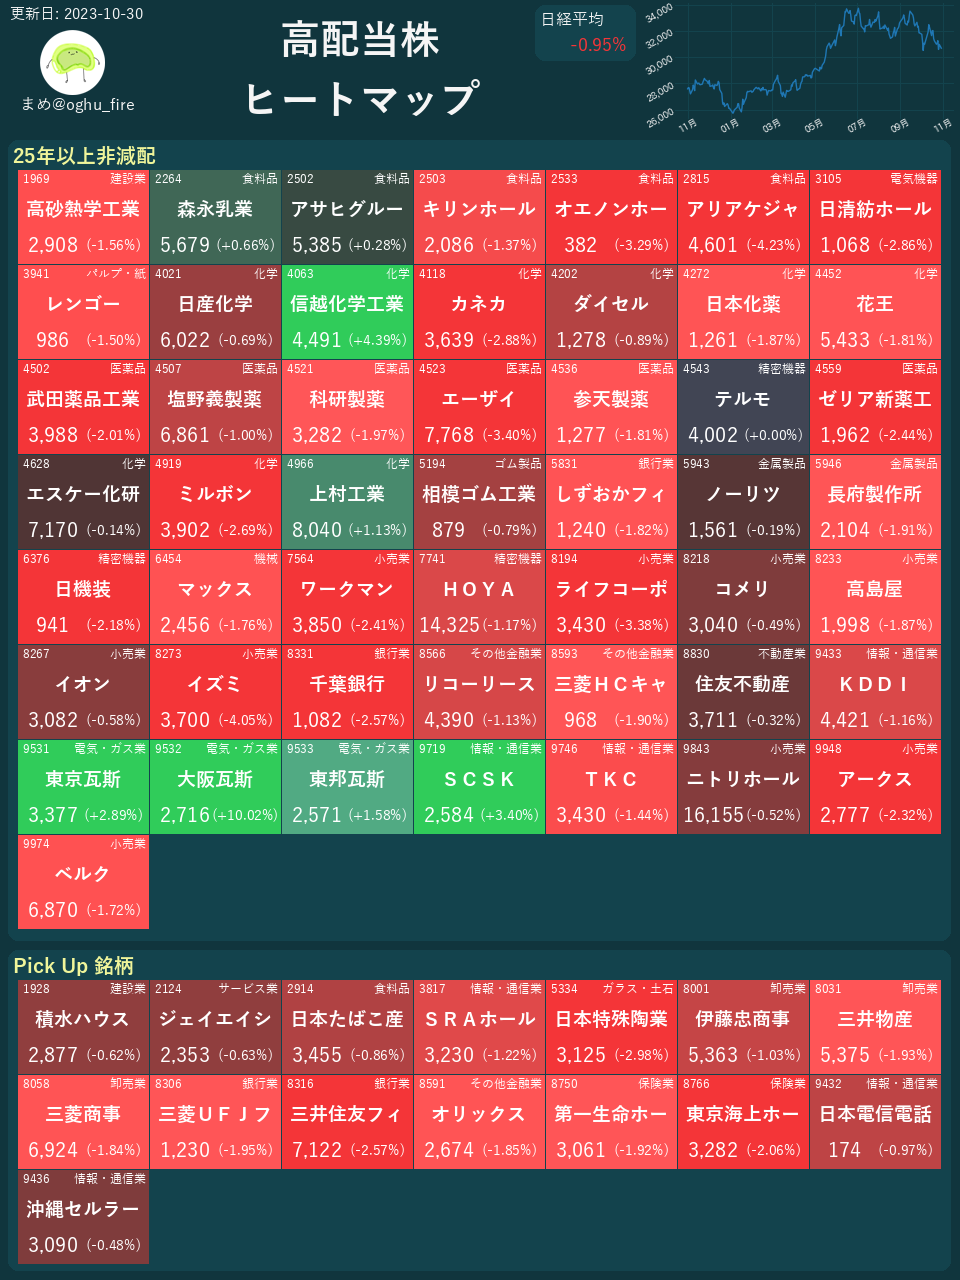 更新日: 2023-10-30
まめ@oghu_fire
高配当株
ヒートマップ
日経平均
-0.95%
34,000
32,000
30,000
28,000
26,000
11月 01月 03月 05月 07月 09月 11月
25年以上非減配
1969 建設業 2264 食料品 2502 食料品 2503 食料品 2533 食料品 2815 食料品 3105 電気機器
高砂熱学工業 森永乳業 アサヒグルー キリンホール オエノンホー アリアケジャ 日清紡ホール
2,908 (-1.56%) 5,679 (+0.66%) 5,385 (+0.28%) 2,086 (-1.37%) 382 (-3.29%) 4,601 (-4.23%) 1,068 (-2.86%)
3941 パルプ・紙 4021 化学 4063 化学 4118 化学 4202 化学 4272 化学 4452 化学
レンゴー 日産化学 信越化学工業 カネカ ダイセル 日本化薬 花王
986 (-1.50%) 6,022 (-0.69%) 4,491 (+4.39%) 3,639 (-2.88%) 1,278 (-0.89%) 1,261 (-1.87%) 5,433 (-1.81%)
4502 医薬品 4507 医薬品 4521 医薬品 4523 医薬品 4536 医薬品 4543 精密機器 4559 医薬品
武田薬品工業 塩野義製薬 科研製薬 エーザイ 参天製薬 テルモ ゼリア新薬工
3,988 (-2.01%) 6,861 (-1.00%) 3,282 (-1.97%) 7,768 (-3.40%) 1,277 (-1.81%) 4,002 (+0.00%) 1,962 (-2.44%)
4628 化学 4919 化学 4966 化学 5194 ゴム製品 5831 銀行業 5943 金属製品 5946 金属製品
エスケー化研 ミルボン 上村工業 相模ゴム工業 しずおかフィ ノーリツ 長府製作所
7,170 (-0.14%) 3,902 (-2.69%) 8,040 (+1.13%) 879 (-0.79%) 1,240 (-1.82%) 1,561 (-0.19%) 2,104 (-1.91%)
6376 精密機器 6454 機械 7564 小売業 7741 精密機器 8194 小売業 8218 小売業 8233 小売業
日機装 マックス ワークマン ＨＯＹＡ ライフコーポ コメリ 高島屋
941 (-2.18%) 2,456 (-1.76%) 3,850 (-2.41%) 14,325 (-1.17%) 3,430 (-3.38%) 3,040 (-0.49%) 1,998 (-1.87%)
8267 小売業 8273 小売業 8331 銀行業 8566 その他金融業 8593 その他金融業 8830 不動産業 9433 情報・通信業
イオン イズミ 千葉銀行 リコーリース 三菱ＨＣキャ 住友不動産 ＫＤＤＩ
3,082 (-0.58%) 3,700 (-4.05%) 1,082 (-2.57%) 4,390 (-1.13%) 968 (-1.90%) 3,711 (-0.32%) 4,421 (-1.16%)
9531 電気・ガス業 9532 電気・ガス業 9533 電気・ガス業 9719 情報・通信業 9746 情報・通信業 9843 小売業 9948 小売業
東京瓦斯 大阪瓦斯 東邦瓦斯 ＳＣＳＫ ＴＫＣ ニトリホール アークス
3,377 (+2.89%) 2,716 (+10.02%) 2,571 (+1.58%) 2,584 (+3.40%) 3,430 (-1.44%) 16,155 (-0.52%) 2,777 (-2.32%)
9974 小売業
ベルク
6,870 (-1.72%)
Pick Up 銘柄
1928 建設業 2124 サービス業 2914 食料品 3817 情報・通信業 5334 ガラス・土石 8001 卸売業 8031 卸売業
積水ハウス ジェイエイシ 日本たばこ産 ＳＲＡホール 日本特殊陶業 伊藤忠商事 三井物産
2,877 (-0.62%) 2,353 (-0.63%) 3,455 (-0.86%) 3,230 (-1.22%) 3,125 (-2.98%) 5,363 (-1.03%) 5,375 (-1.93%)
8058 卸売業 8306 銀行業 8316 銀行業 8591 その他金融業 8750 保険業 8766 保険業 9432 情報・通信業
三菱商事 三菱ＵＦＪフ 三井住友フィ オリックス 第一生命ホー 東京海上ホー 日本電信電話
6,924 (-1.84%) 1,230 (-1.95%) 7,122 (-2.57%) 2,674 (-1.85%) 3,061 (-1.92%) 3,282 (-2.06%) 174 (-0.97%)
9436 情報・通信業
沖縄セルラー
3,090 (-0.48%)